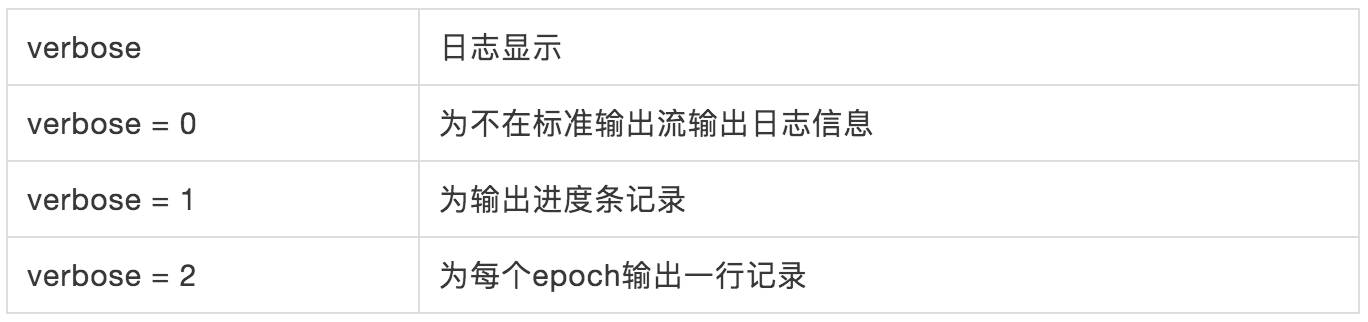 verbose 日志显示
verbose = 0 为不在标准输出流输出日志信息
verbose = 1 为输出进度条记录
verbose = 2 为每个epoch输出一行记录